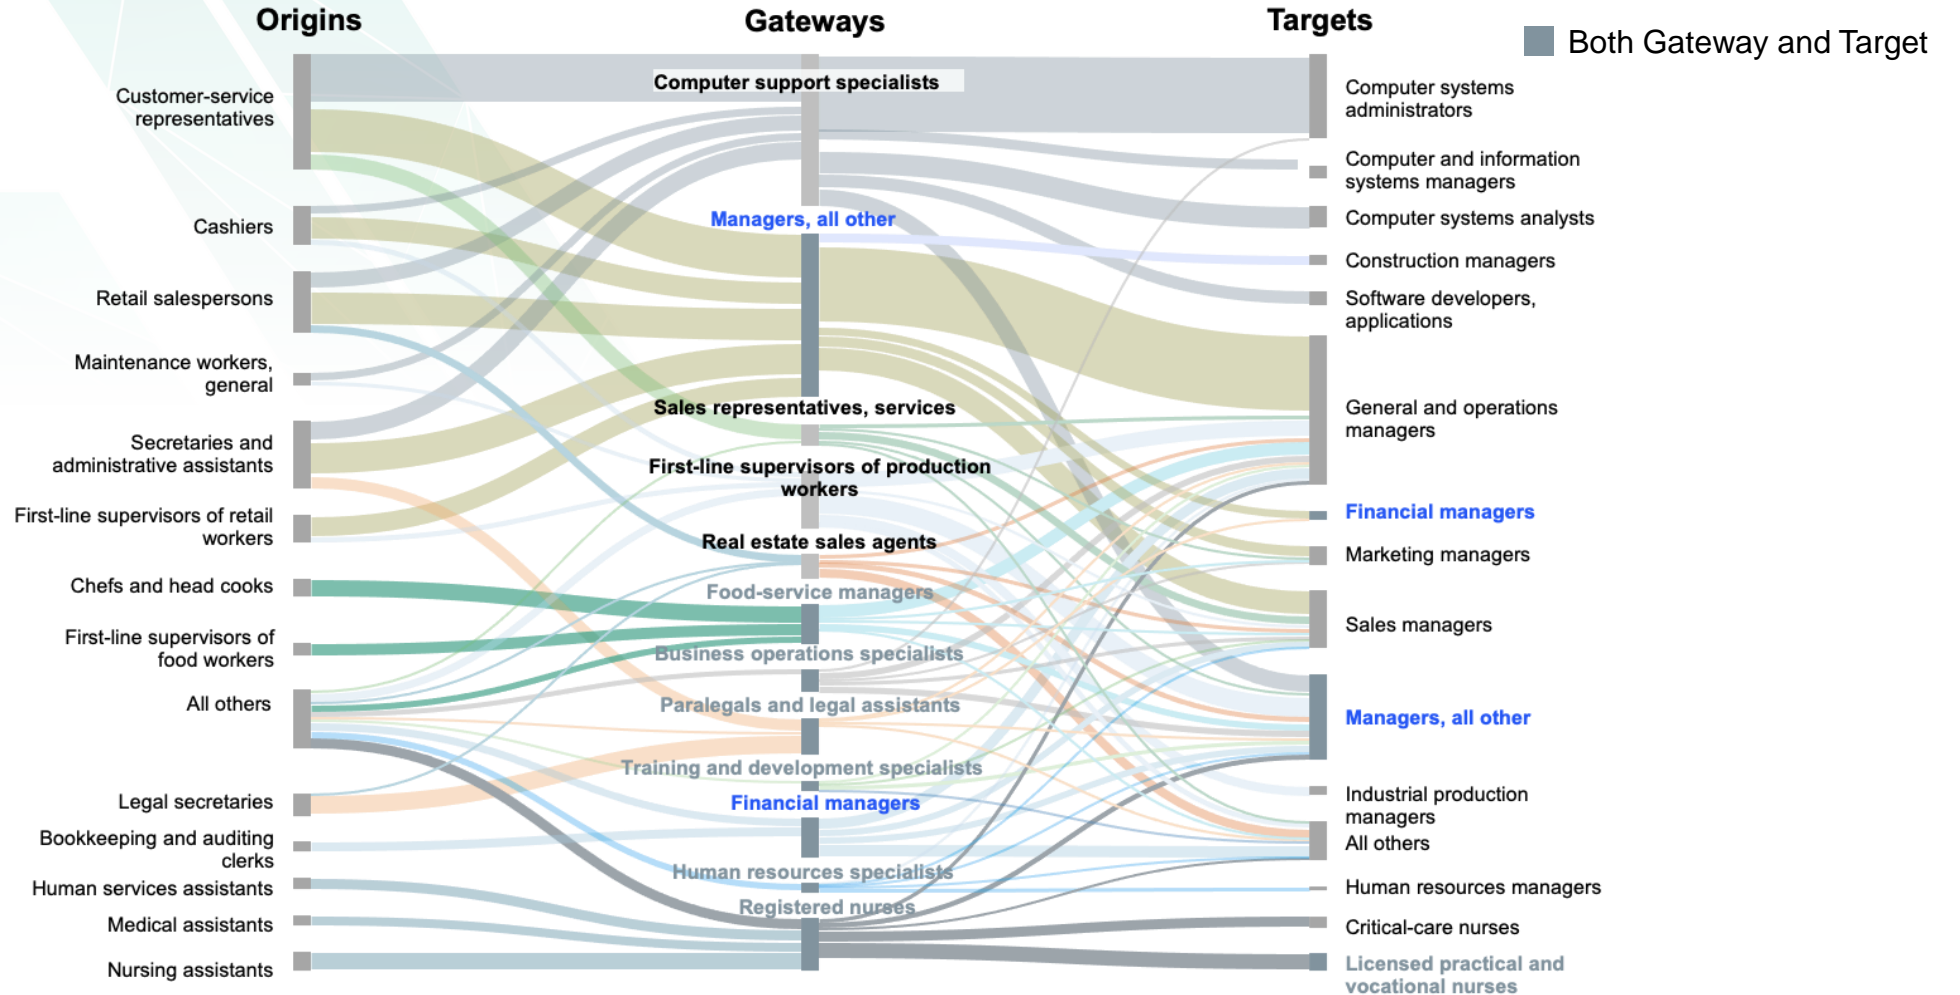 Origins
Gateways
Targets
Both Gateway and Target
Customer-service
representatives
Cashiers
Retail salespersons
Maintenance workers,
general
Secretaries and
administrative assistants
First-line supervisors of retail
workers
Chefs and head cooks
First-line supervisors of
food workers
All others
Legal secretaries
Bookkeeping and auditing
clerks
Human services assistants
Medical assistants
Nursing assistants
Computer support specialists
Managers, all other
Sales representatives, services
First-line supervisors of production
workers
Real estate sales agents
Food-service managers
Business operations specialists
Paralegals and legal assistants
Training and development specialists
Financial managers
Human resources specialists
Registered nurses
Computer systems
administrators
Computer and information
systems managers
Computer systems analysts
Construction managers
Software developers,
applications
General and operations
managers
Financial managers
Marketing managers
Sales managers
Managers, all other
Industrial production
managers
All others
Human resources managers
Critical-care nurses
Licensed practical and
vocational nurses